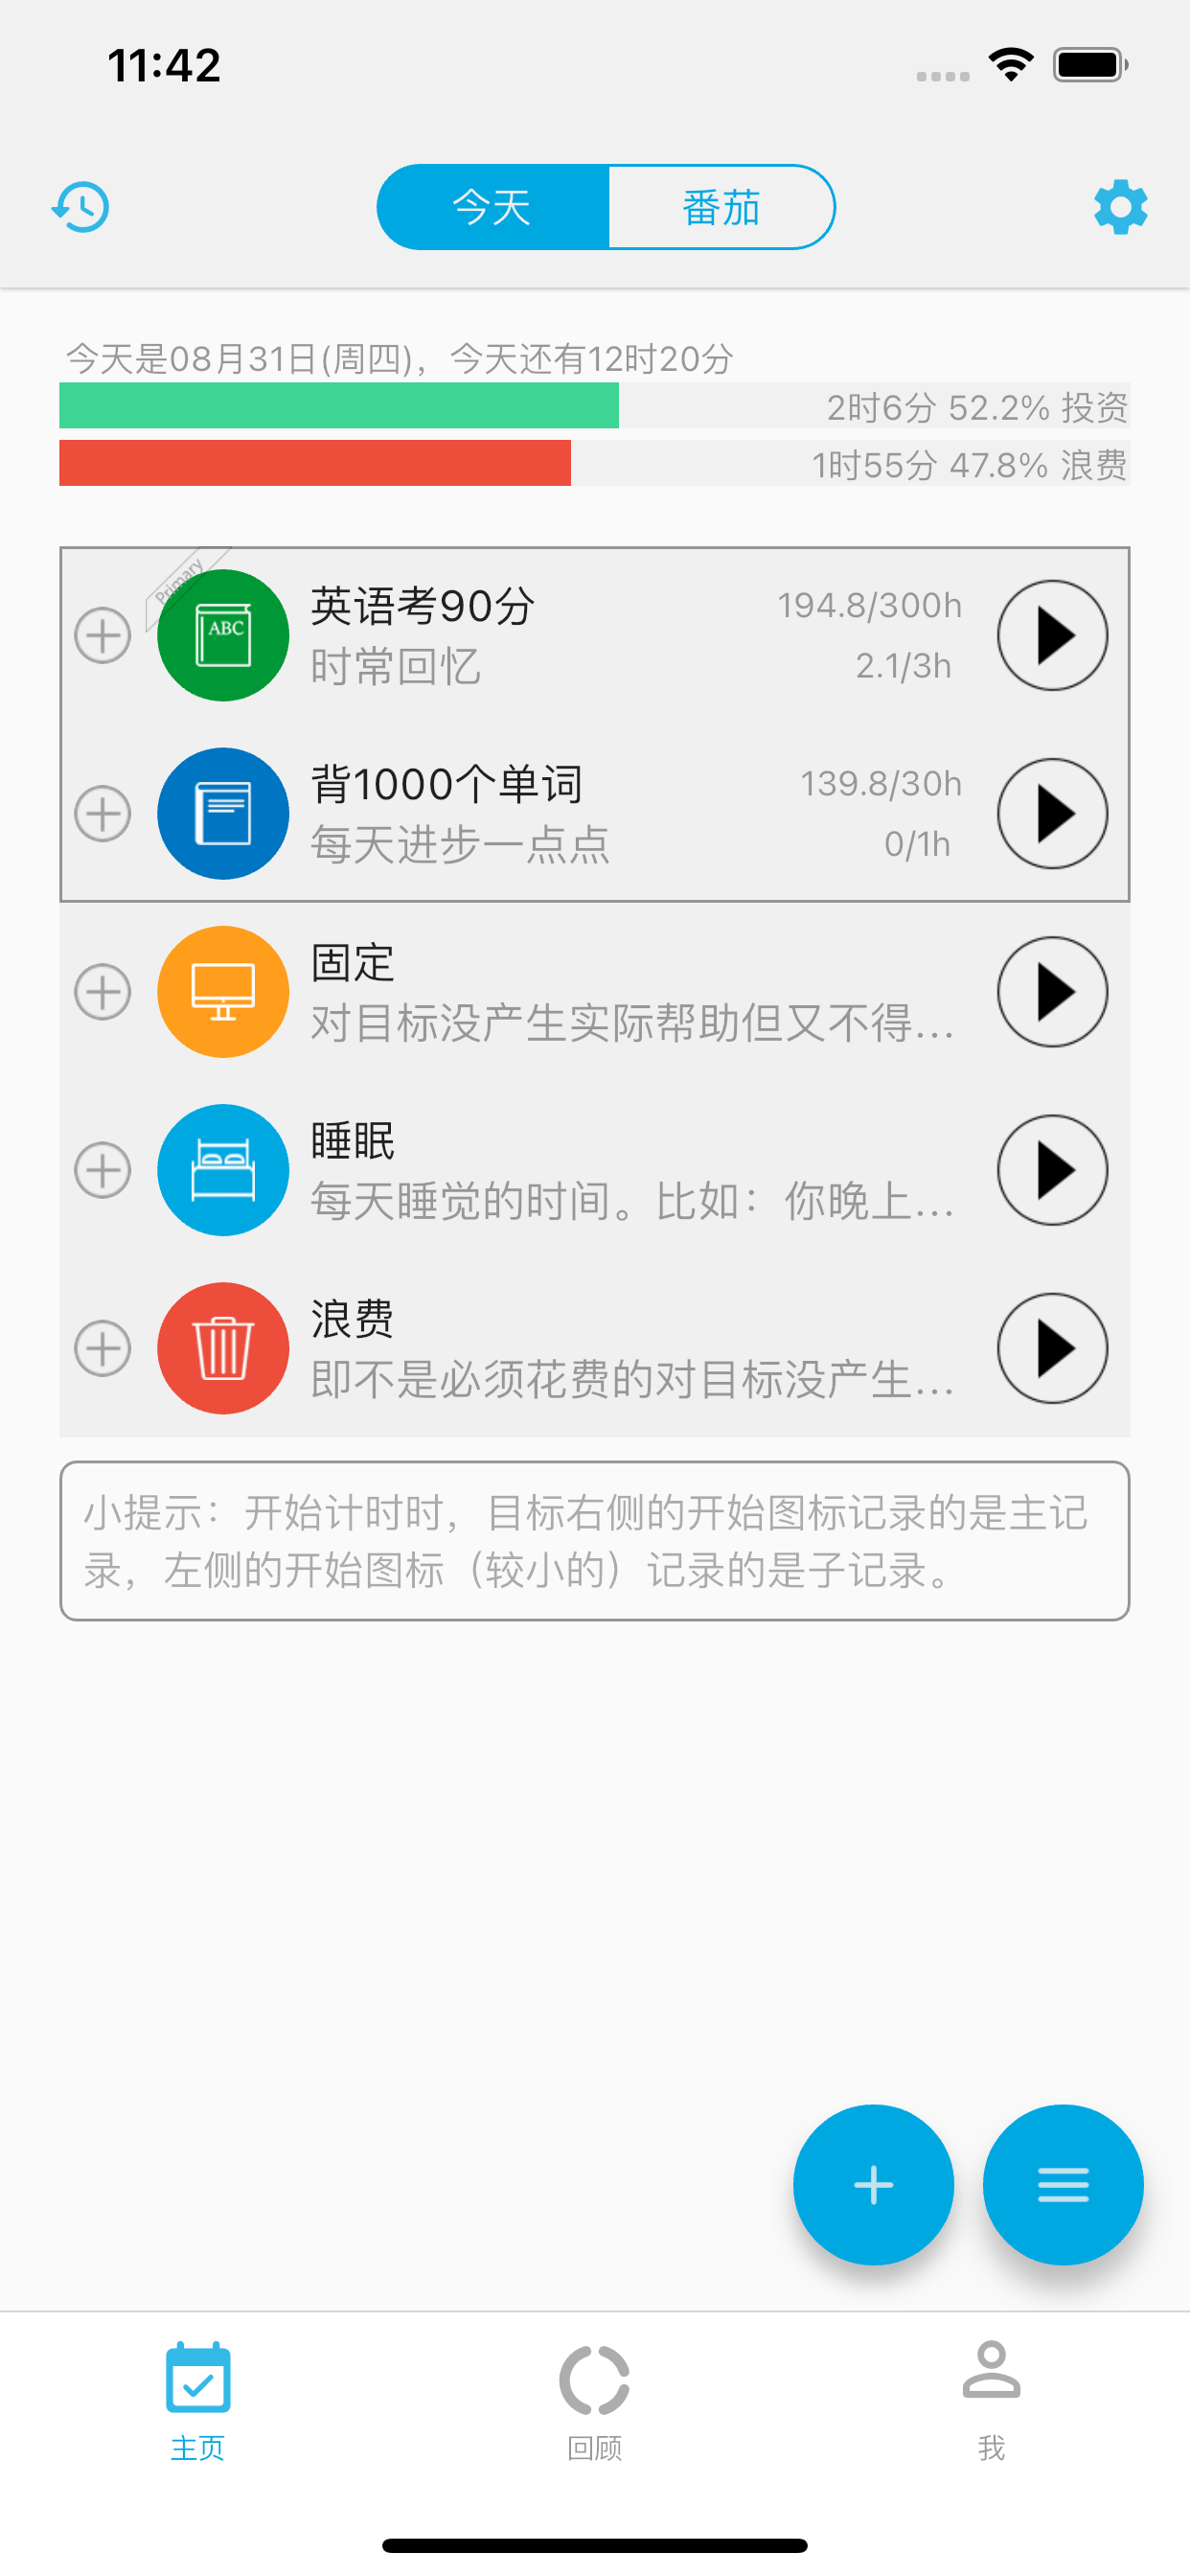 11:42
今天
番茄
今天是08月31日(周四)，今天还有12时20分
2时6分 52.2% 投资
1时55分 47.8% 浪费
Primary
ABC
英语考90分
194.8/300h
时常回忆
2.1/3h
背1000个单词
139.8/30h
每天进步一点点
0/1h
固定
对目标没产生实际帮助但又不得...
睡眠
每天睡觉的时间。比如：你晚上...
浪费
即不是必须花费的对目标没产生...
小提示：开始计时时，目标右侧的开始图标记录的是主记
录，左侧的开始图标（较小的）记录的是子记录。
主页
回顾
我